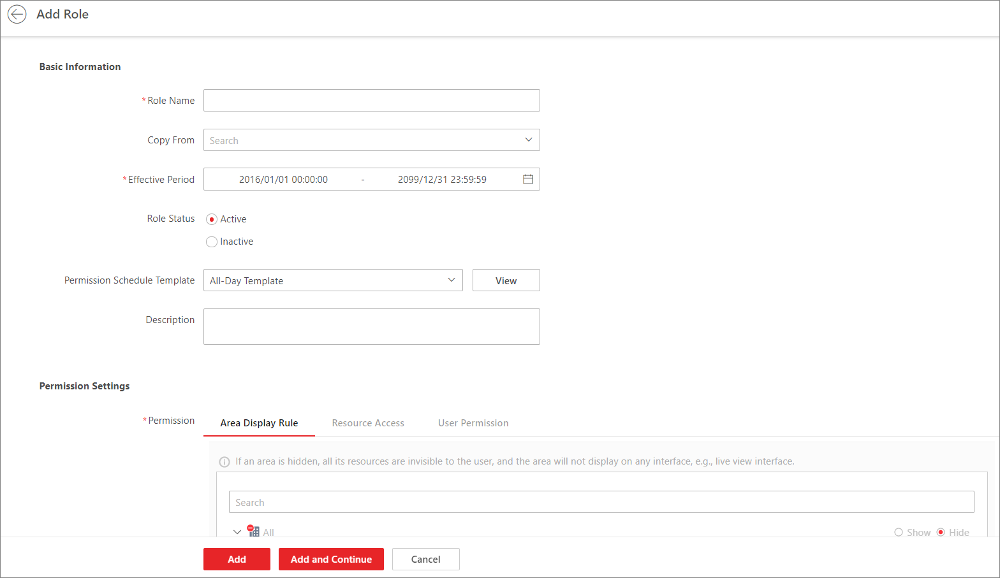 Add Role
Basic Information
*Role Name
Copy From Search
*Effective Period 2016/01/01 00:00:00 - 2099/12/31 23:59:59
Role Status Active
Inactive
Permission Schedule Template All-Day Template View
Description
Permission Settings
*Permission Area Display Rule Resource Access User Permission
If an area is hidden, all its resources are invisible to the user, and the area will not display on any interface, e.g., live view interface.
Search
All Show Hide
Add Add and Continue Cancel